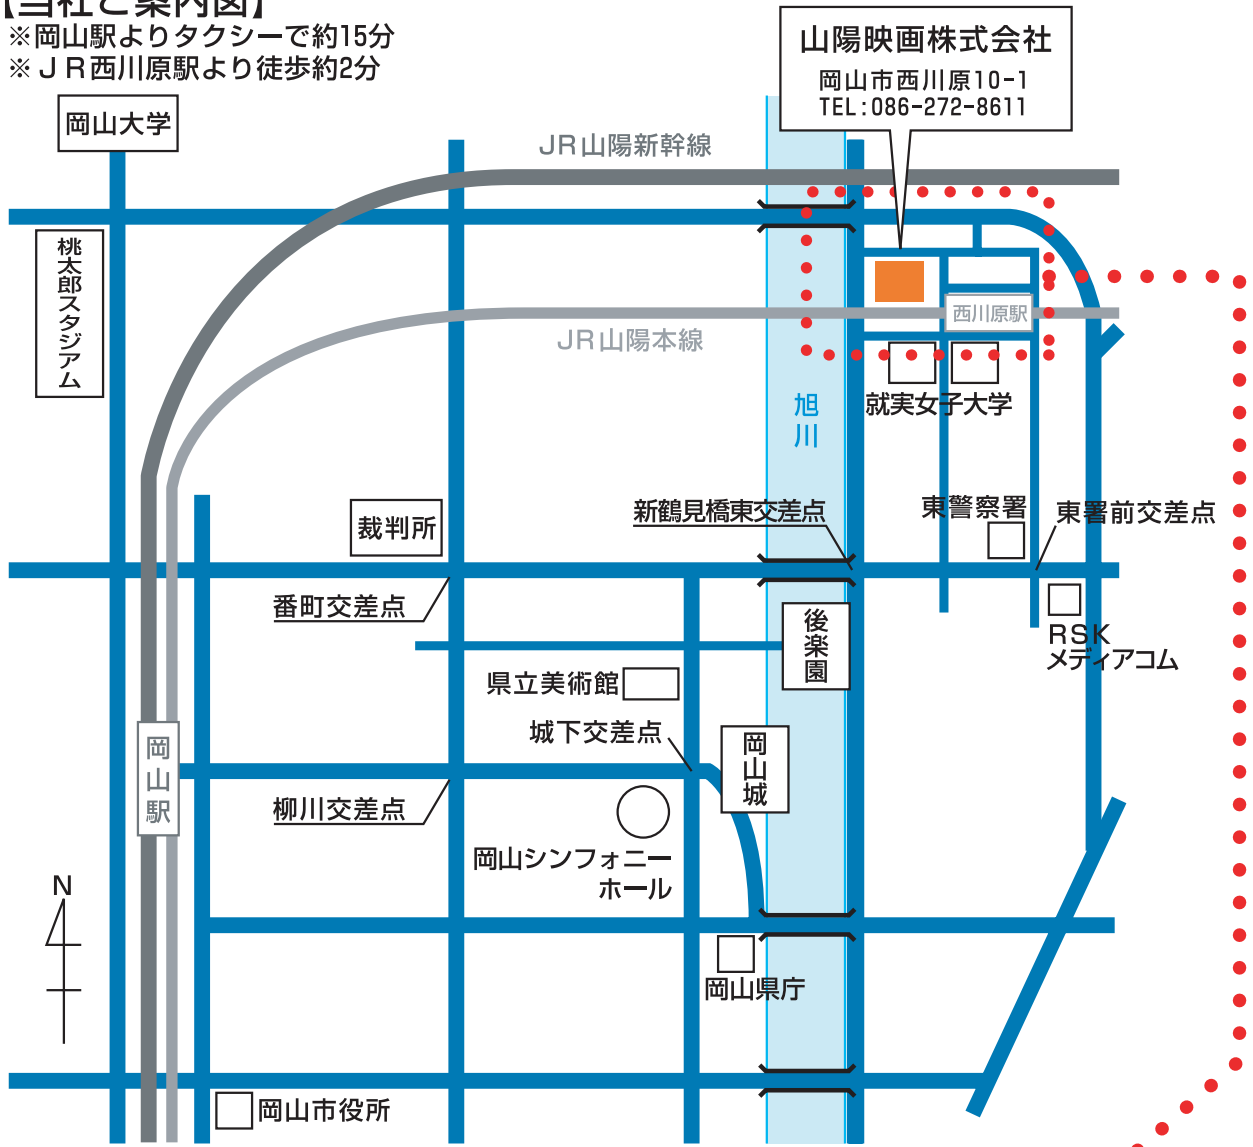 【当社ご案内図】
※岡山駅よりタクシーで約15分
※JR西川原駅より徒歩約2分
山陽映画株式会社
岡山市西川原10-1
TEL:086-272-8611
岡山大学
JR山陽新幹線
桃太郎スタジアム
西川原駅
JR山陽本線
旭川
就実女子大学
裁判所
新鶴見橋東交差点
東警察署
東署前交差点
番町交差点
後楽園
RSK
メディアコム
県立美術館
城下交差点
岡山城
岡山駅
柳川交差点
岡山シンフォニー
ホール
N
岡山県庁
岡山市役所